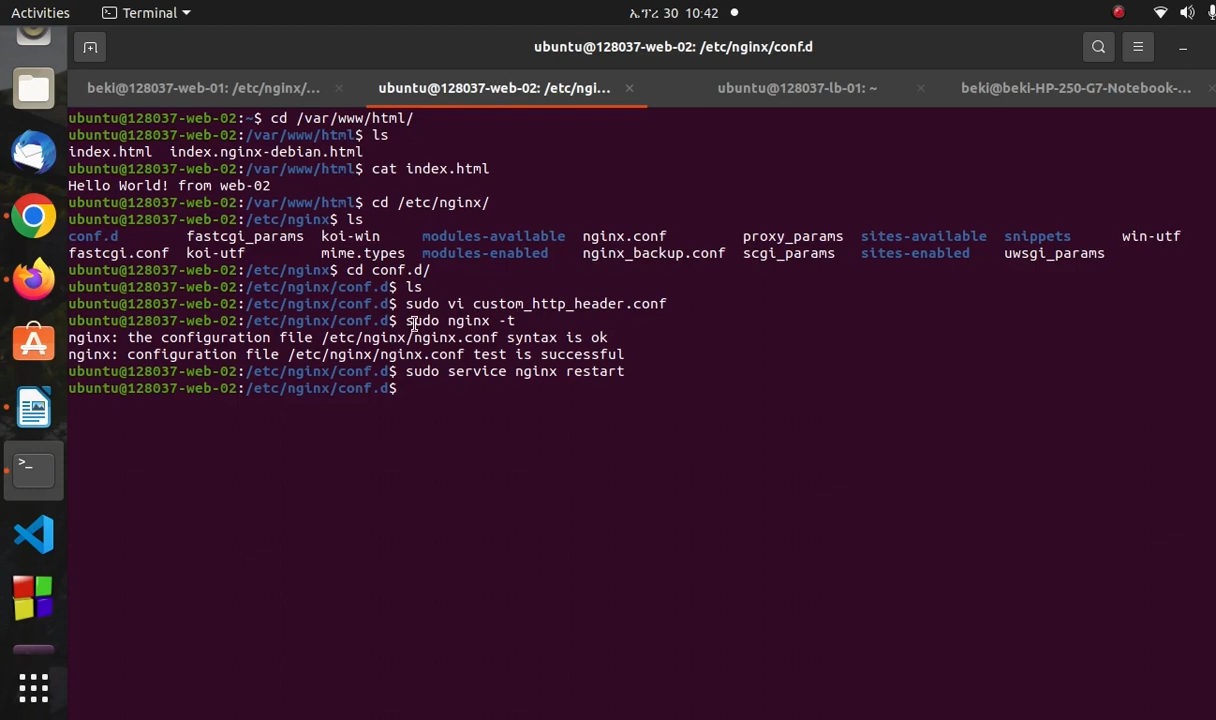 Activities Terminal ኤፕሪ 30 10:42
ubuntu@128037-web-02: /etc/nginx/conf.d
beki@128037-web-01: /etc/nginx/... ubuntu@128037-web-02: /etc/ngi... ubuntu@128037-lb-01: ~ beki@beki-HP-250-G7-Notebook-...
ubuntu@128037-web-02:~$ cd /var/www/html/
ubuntu@128037-web-02:/var/www/html$ ls
index.html  index.nginx-debian.html
ubuntu@128037-web-02:/var/www/html$ cat index.html
Hello World! from web-02
ubuntu@128037-web-02:/var/www/html$ cd /etc/nginx/
ubuntu@128037-web-02:/etc/nginx$ ls
conf.d fastcgi_params koi-win modules-available nginx.conf proxy_params sites-available snippets win-utf
fastcgi.conf koi-utf mime.types modules-enabled nginx_backup.conf scgi_params sites-enabled uwsgi_params
ubuntu@128037-web-02:/etc/nginx$ cd conf.d/
ubuntu@128037-web-02:/etc/nginx/conf.d$ ls
ubuntu@128037-web-02:/etc/nginx/conf.d$ sudo vi custom_http_header.conf
ubuntu@128037-web-02:/etc/nginx/conf.d$ sudo nginx -t
nginx: the configuration file /etc/nginx/nginx.conf syntax is ok
nginx: configuration file /etc/nginx/nginx.conf test is successful
ubuntu@128037-web-02:/etc/nginx/conf.d$ sudo service nginx restart
ubuntu@128037-web-02:/etc/nginx/conf.d$